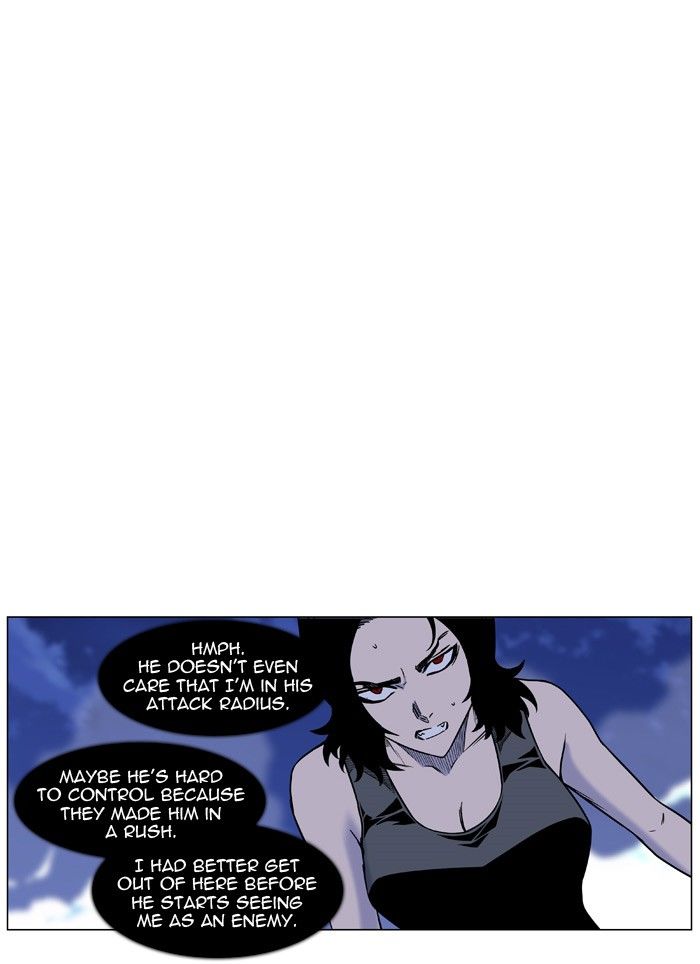 HMPH.
HE DOESN'T EVEN
CARE THAT I'M IN HIS
ATTACK RADIUS.
MAYBE HE'S HARD
TO CONTROL BECAUSE
THEY MADE HIM IN
A RUSH.
I HAD BETTER GET
OUT OF HERE BEFORE
HE STARTS SEEING
ME AS AN ENEMY.